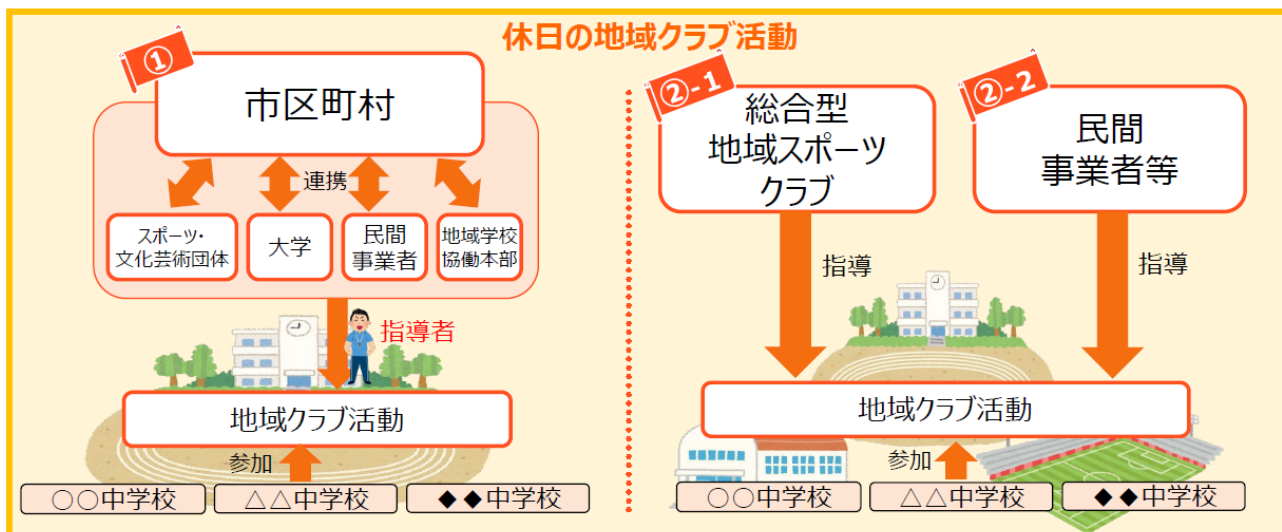 休日の地域クラブ活動
①
市区町村
連携
スポーツ・
文化芸術団体
大学
民間
事業者
地域学校
協働本部
指導者
地域クラブ活動
参加
○○中学校
△△中学校
◆◆中学校
②-1
総合型
地域スポーツ
クラブ
②-2
民間
事業者等
指導
指導
地域クラブ活動
参加
○○中学校
△△中学校
◆◆中学校